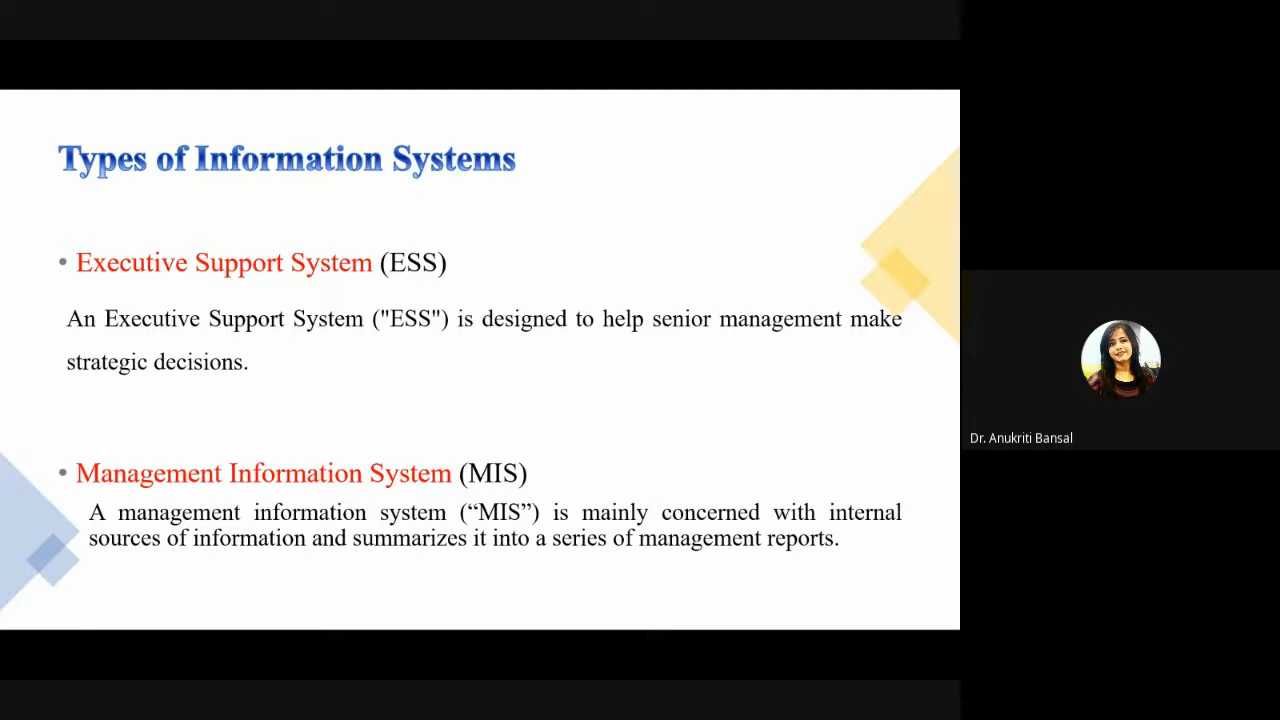 Types of Information Systems
• Executive Support System (ESS)
An Executive Support System ("ESS") is designed to help senior management make
strategic decisions.
• Management Information System (MIS)
A management information system (“MIS”) is mainly concerned with internal
sources of information and summarizes it into a series of management reports.
Dr. Anukriti Bansal